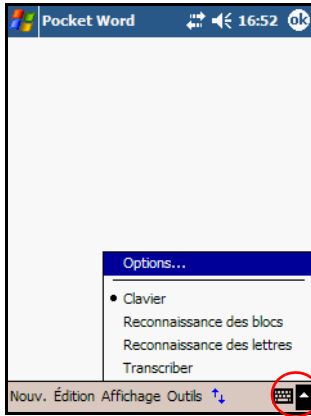 Pocket Word 16:52 ok
Options...
Clavier
Reconnaissance des blocs
Reconnaissance des lettres
Transcriber
Nouv. Édition Affichage Outils